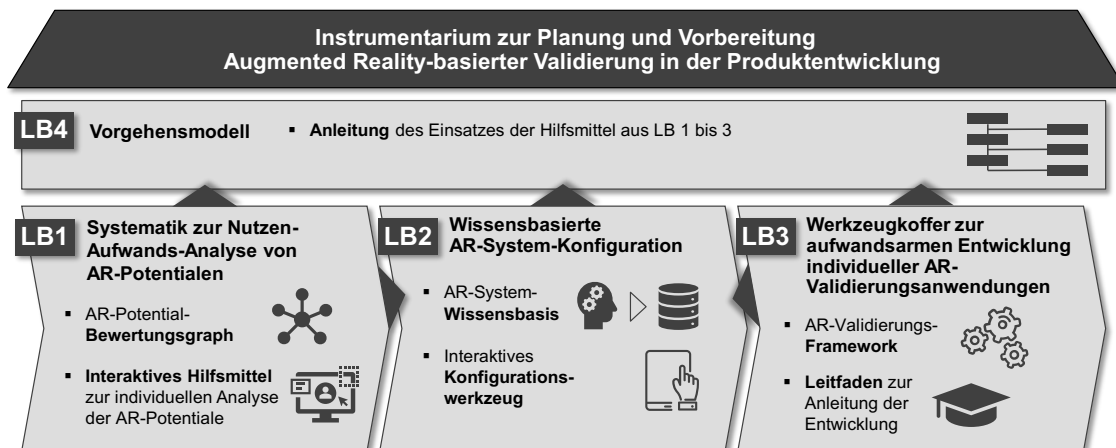 Instrumentarium zur Planung und Vorbereitung
Augmented Reality-basierter Validierung in der Produktentwicklung
LB4
Vorgehensmodell
▪ Anleitung des Einsatzes der Hilfsmittel aus LB 1 bis 3
LB1
Systematik zur Nutzen-
Aufwands-Analyse von
AR-Potentialen
▪ AR-Potential-
Bewertungsgraph
▪ Interaktives Hilfsmittel
zur individuellen Analyse
der AR-Potentiale
LB2
Wissensbasierte
AR-System-Konfiguration
▪ AR-System-
Wissensbasis
▪ Interaktives
Konfigurations-
werkzeug
LB3
Werkzeugkoffer zur
aufwandsarmen Entwicklung
individueller AR-
Validierungsanwendungen
▪ AR-Validierungs-
Framework
▪ Leitfaden zur
Anleitung der
Entwicklung